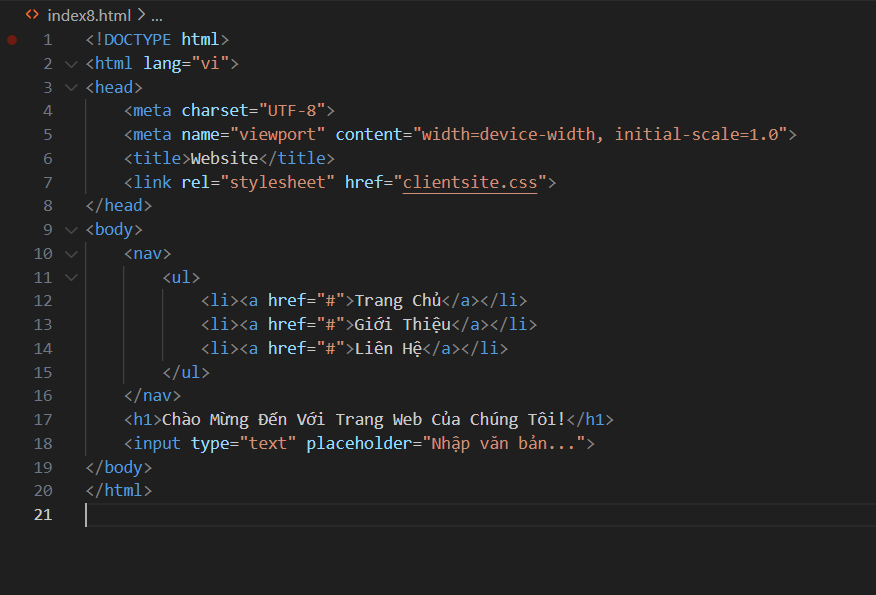 index8.html > ...
1 <!DOCTYPE html>
2 <html lang="vi">
3 <head>
4     <meta charset="UTF-8">
5     <meta name="viewport" content="width=device-width, initial-scale=1.0">
6     <title>Website</title>
7     <link rel="stylesheet" href="clientsite.css">
8 </head>
9 <body>
10     <nav>
11         <ul>
12             <li><a href="#">Trang Chủ</a></li>
13             <li><a href="#">Giới Thiệu</a></li>
14             <li><a href="#">Liên Hệ</a></li>
15         </ul>
16     </nav>
17     <h1>Chào Mừng Đến Với Trang Web Của Chúng Tôi!</h1>
18     <input type="text" placeholder="Nhập văn bản...">
19 </body>
20 </html>
21